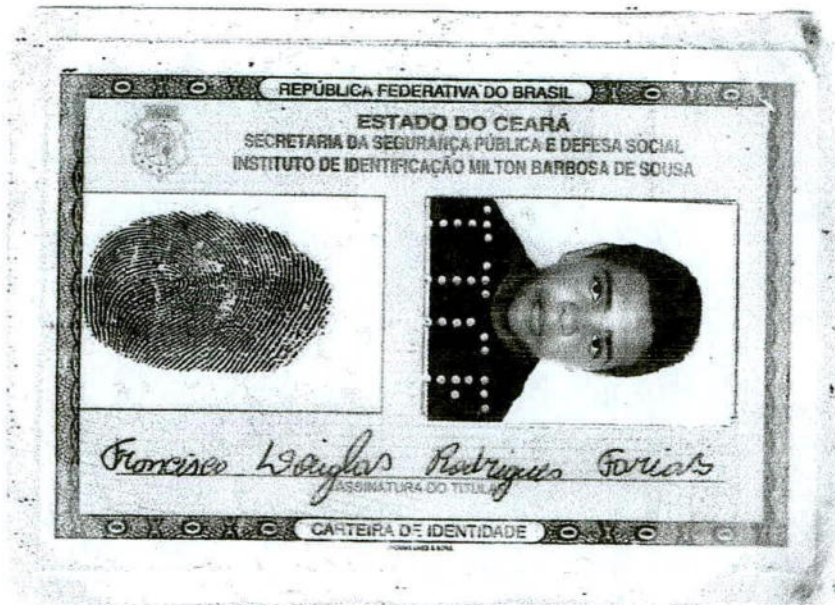 REPÚBLICA FEDERATIVA DO BRASIL
ESTADO DO CEARÁ
SECRETARIA DA SEGURANÇA PÚBLICA E DEFESA SOCIAL
INSTITUTO DE IDENTIFICAÇÃO MILTON BARBOSA DE SOUSA
Francisco Douglas Rodrigues Farias
ASSINATURA DO TITULAR
CARTEIRA DE IDENTIDADE